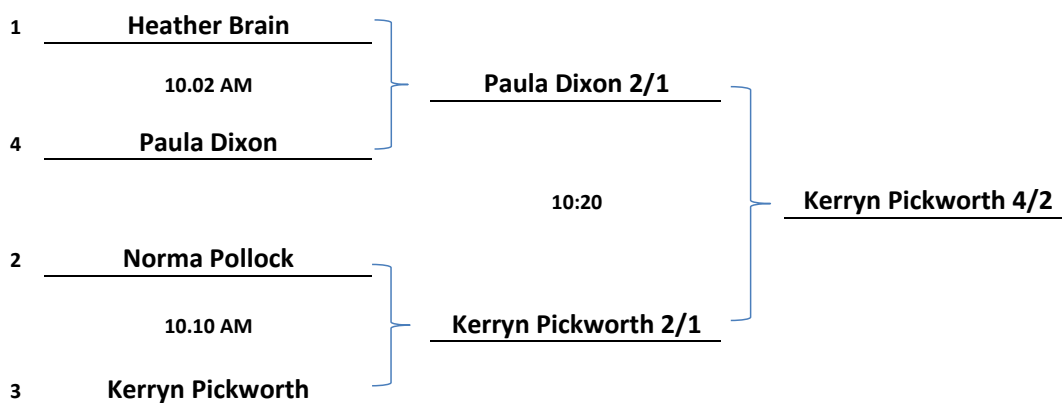 1 Heather Brain
10.02 AM
Paula Dixon 2/1
4 Paula Dixon
10:20
Kerryn Pickworth 4/2
2 Norma Pollock
10.10 AM
Kerryn Pickworth 2/1
3 Kerryn Pickworth